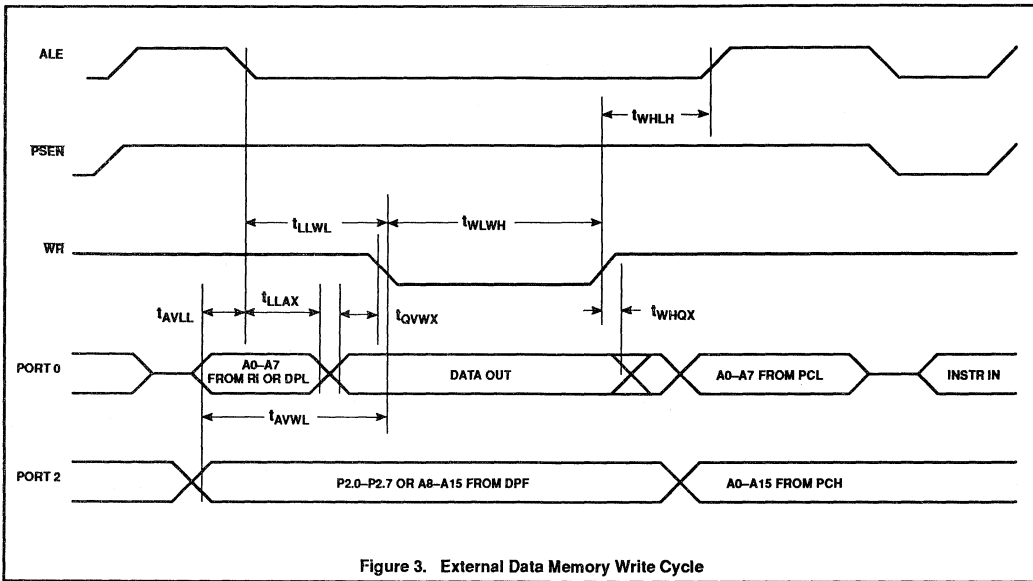 ALE
tWHLH
PSEN
tLLWL
tWLWH
WR
tAVLL
tLLAX
tQVWX
tWHQX
PORT 0
A0–A7
FROM RI OR DPL
DATA OUT
A0–A7 FROM PCL
INSTR IN
tAVWL
PORT 2
P2.0–P2.7 OR A8–A15 FROM DPF
A0–A15 FROM PCH
Figure 3. External Data Memory Write Cycle